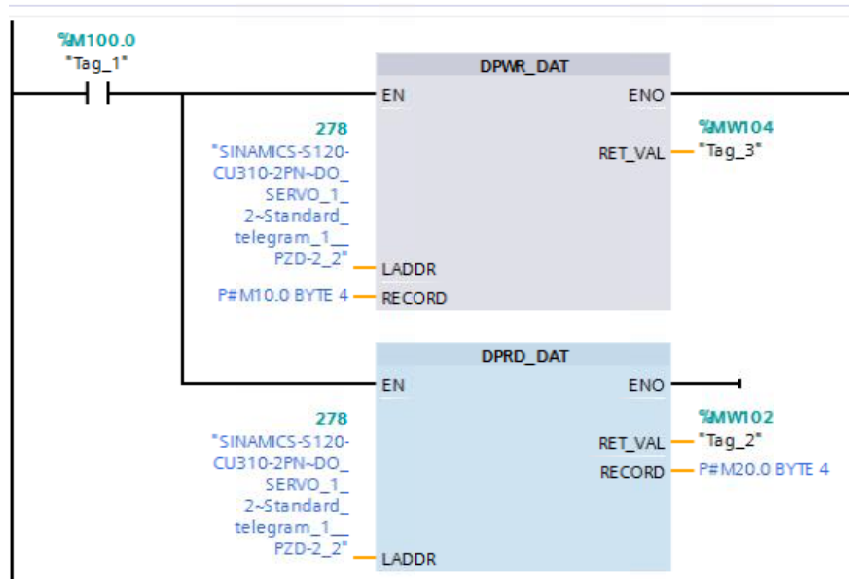 %M100.0
"Tag_1"
DPWR_DAT
EN
ENO
278
"SINAMICS-S120-
CU310-2PN~DO_
SERVO_1_
2~Standard_
telegram_1__
PZD-2_2"
LADDR
P#M10.0 BYTE 4
RECORD
%MW104
RET_VAL
"Tag_3"
DPRD_DAT
EN
ENO
278
"SINAMICS-S120-
CU310-2PN~DO_
SERVO_1_
2~Standard_
telegram_1__
PZD-2_2"
LADDR
%MW102
RET_VAL
"Tag_2"
RECORD
P#M20.0 BYTE 4